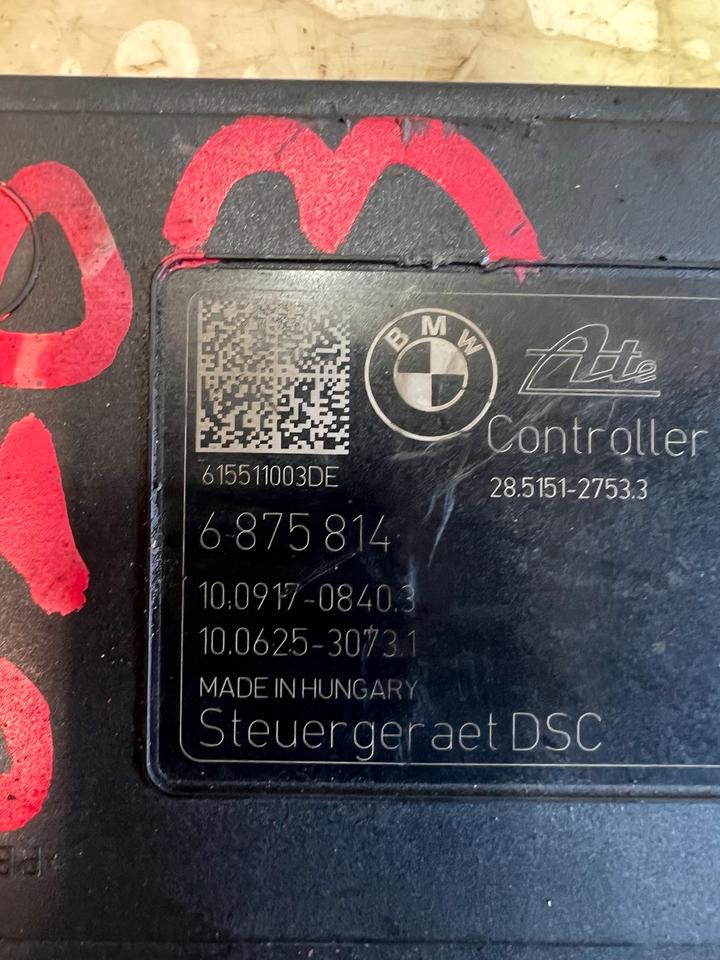 BMW
Ate
Controller
615511003DE
28.5151-2753.3
6 875 814
10.0917-0840.3
10.0625-3073.1
MADE IN HUNGARY
Steuergeraet DSC